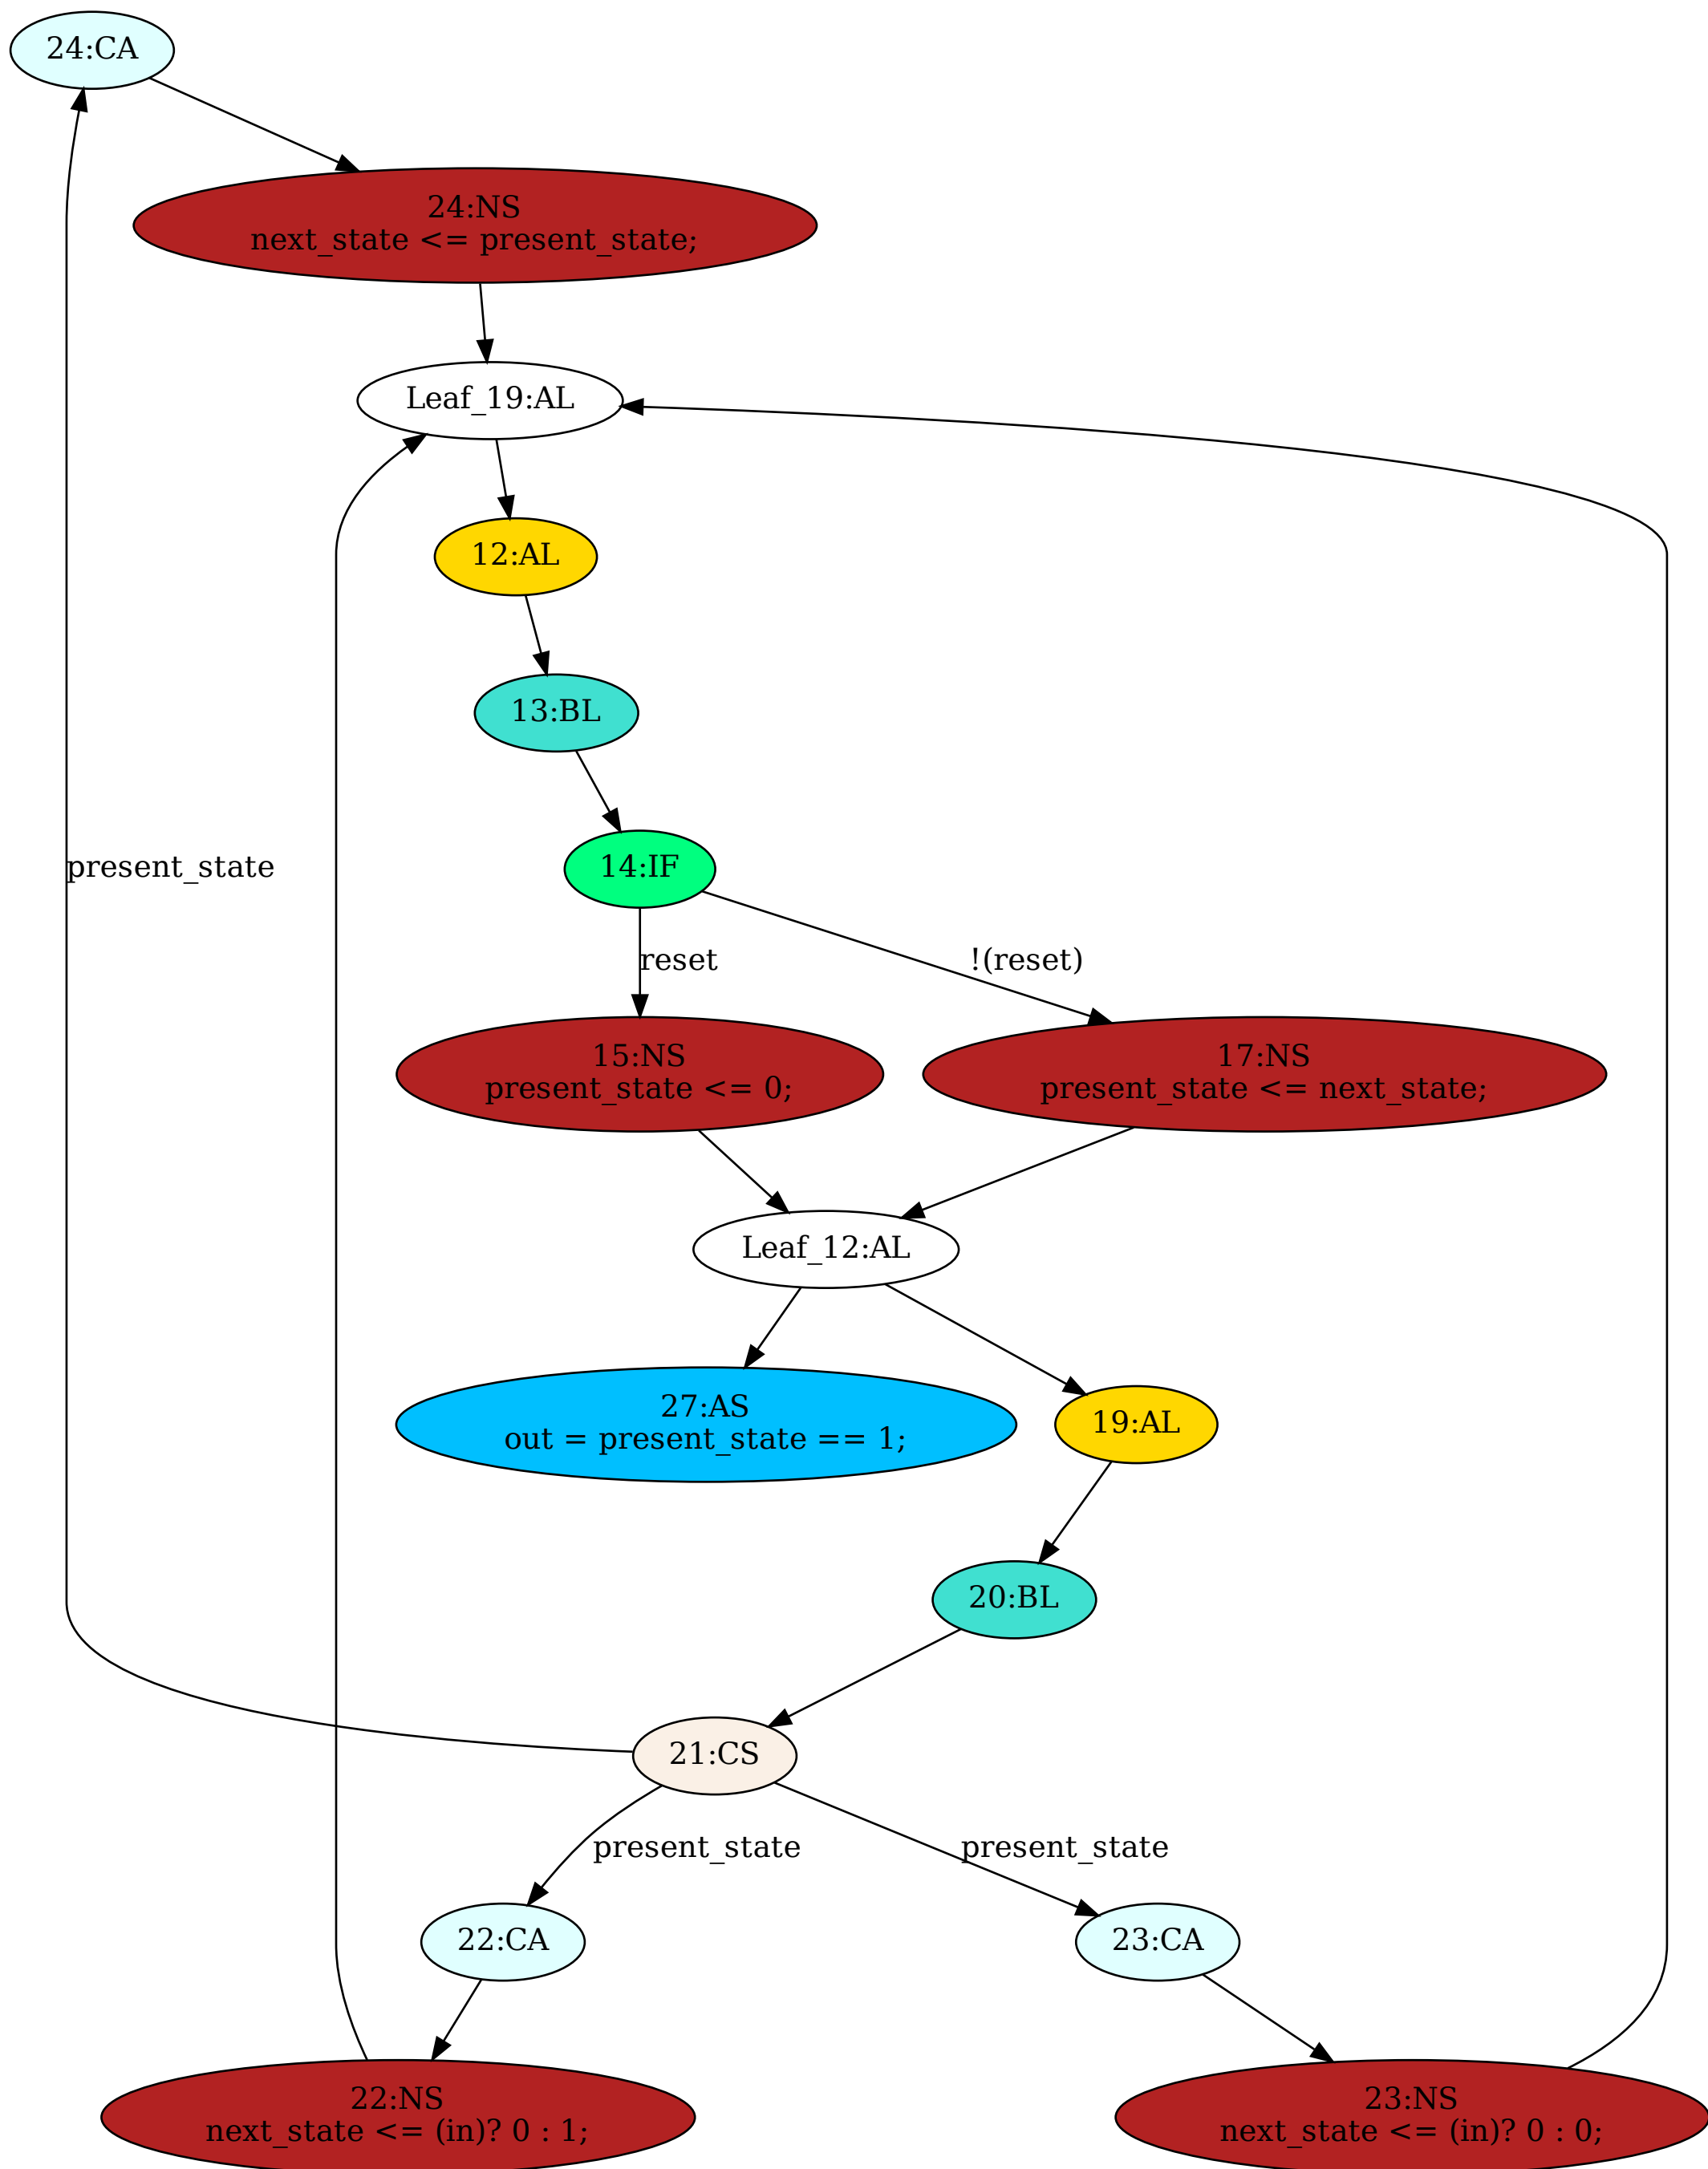 24:CA
24:NS
next_state <= present_state;
Leaf_19:AL
12:AL
13:BL
present_state
14:IF
reset
!(reset)
15:NS
present_state <= 0;
17:NS
present_state <= next_state;
Leaf_12:AL
27:AS
out = present_state == 1;
19:AL
20:BL
21:CS
present_state
present_state
22:CA
23:CA
22:NS
next_state <= (in)? 0 : 1;
23:NS
next_state <= (in)? 0 : 0;